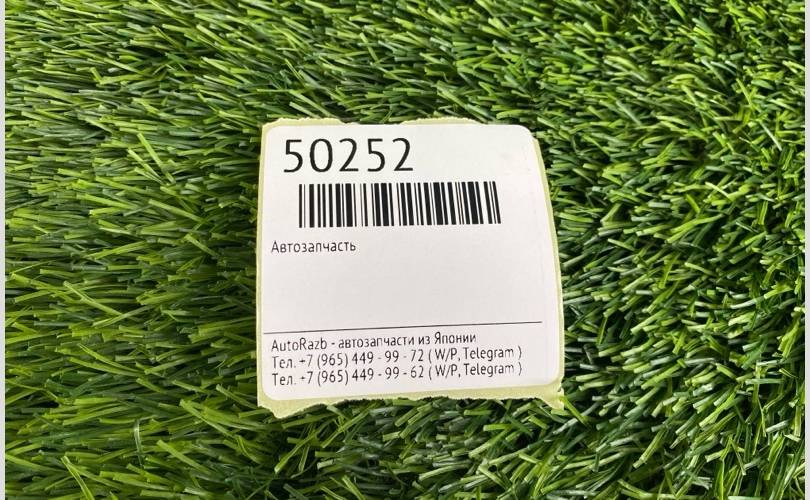 50252
Автозапчасть
AutoRazb - автозапчасти из Японии
Тел. +7 (965) 449 - 99 - 72 ( W/P, Telegram )
Тел. +7 (965) 449 - 99 - 62 ( W/P, Telegram )